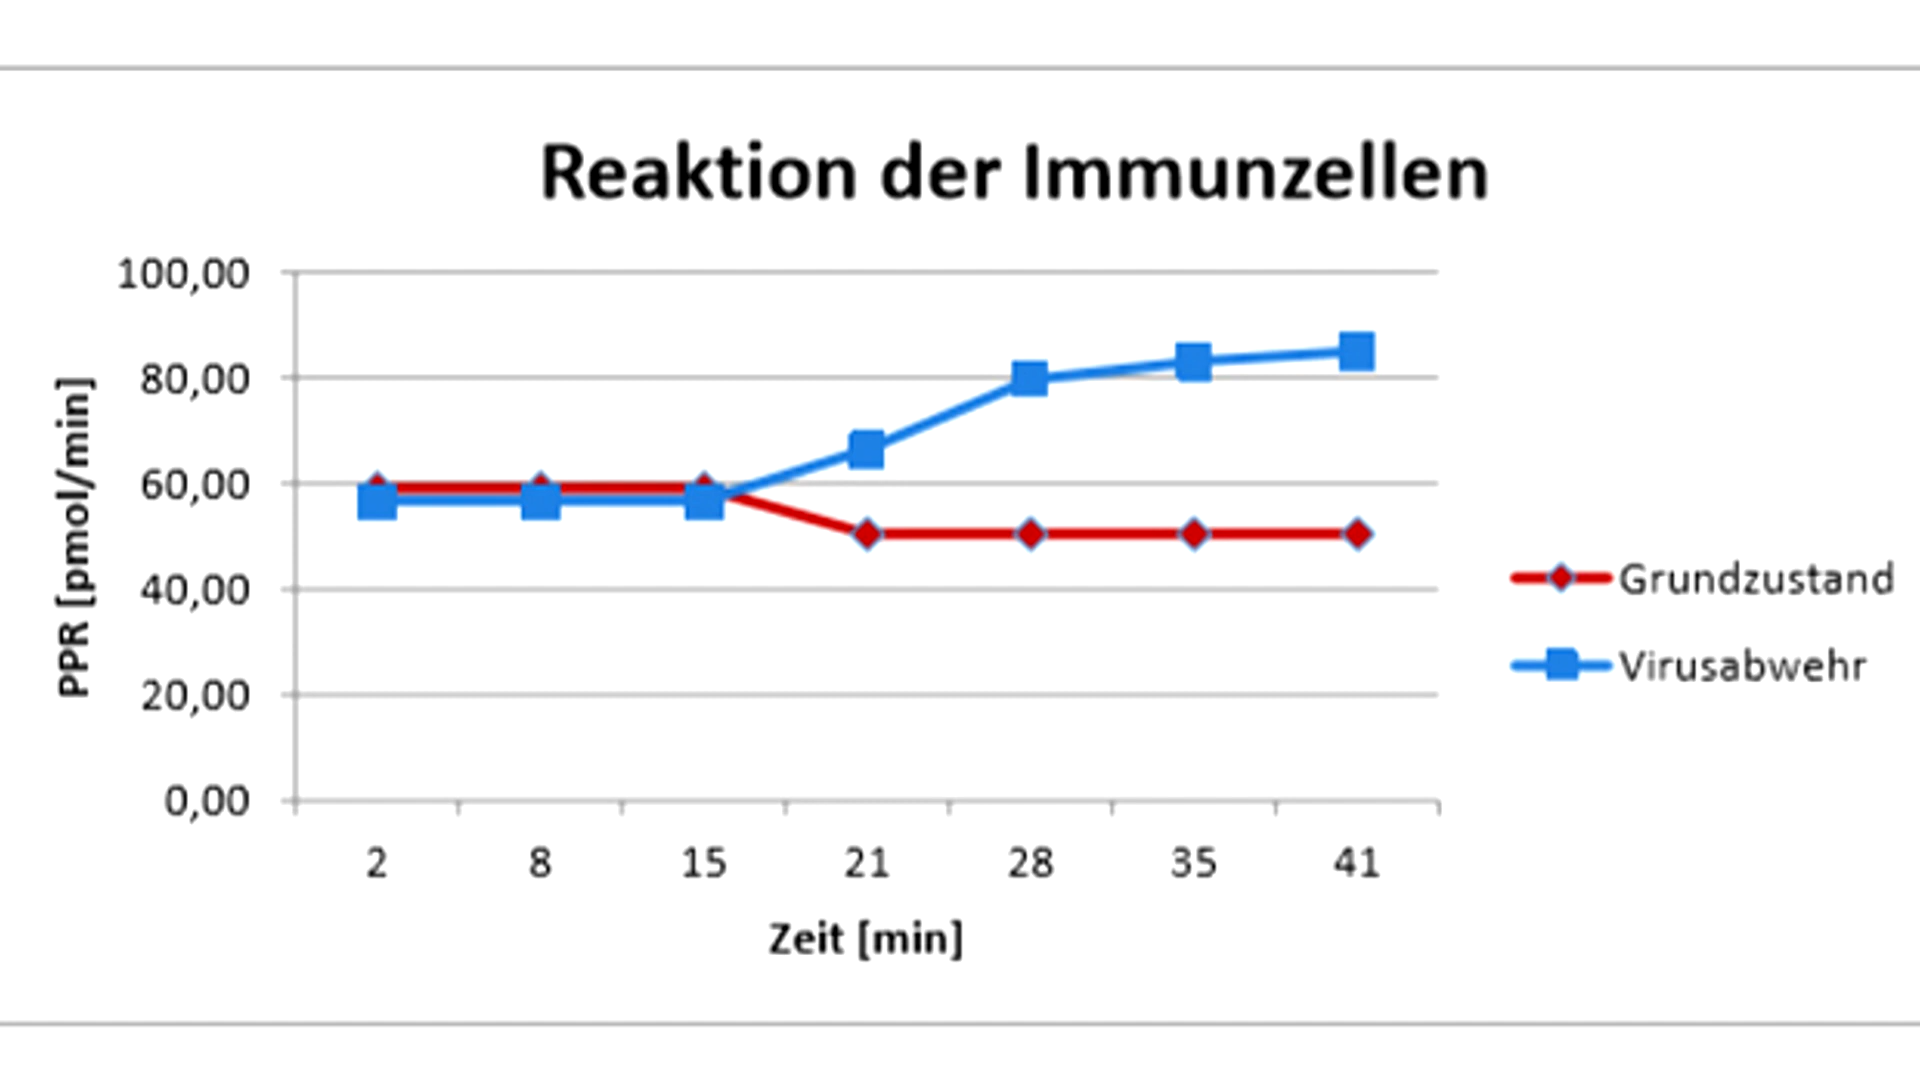 Reaktion der Immunzellen
100,00
80,00
60,00
40,00
20,00
0,00
PPR [pmol/min]
2 8 15 21 28 35 41
Zeit [min]
Grundzustand
Virusabwehr